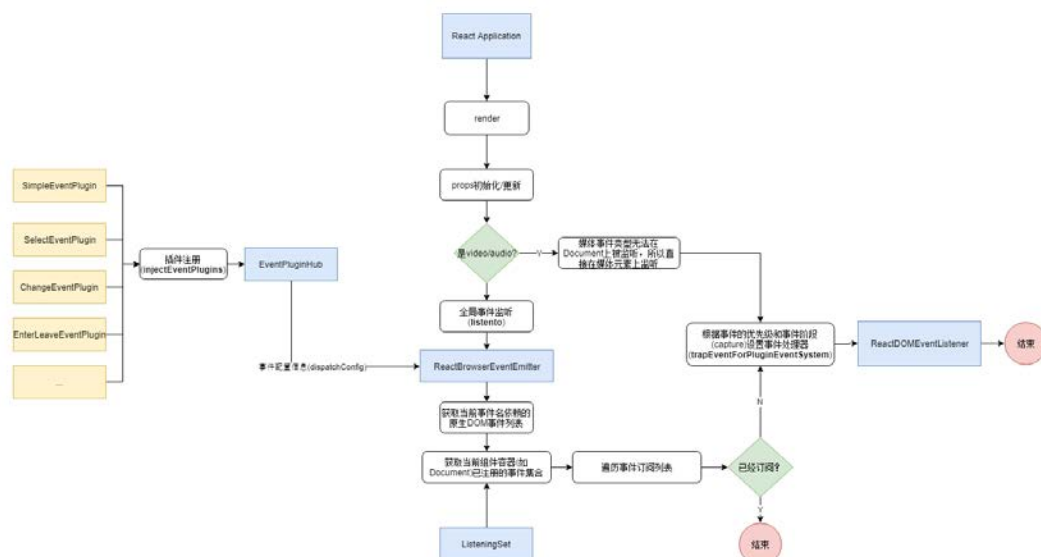 React Application
render
props初始化/更新
是video/audio?
Y
媒体事件类型无法在
Document上被监听，所以直
接在媒体元素上监听
全局事件监听
(listento)
ReactBrowserEventEmitter
获取当前事件名依赖的
原生DOM事件列表
获取当前组件容器(如
Document)已注册的事件集合
ListeningSet
遍历事件订阅列表
已经订阅?
N
Y
结束
根据事件的优先级和事件阶段
(capture)设置事件处理器
(trapEventForPluginEventSystem)
ReactDOMEventListener
结束
SimpleEventPlugin
SelectEventPlugin
ChangeEventPlugin
EnterLeaveEventPlugin
...
插件注册
(injectEventPlugins)
EventPluginHub
事件配置信息(dispatchConfig)